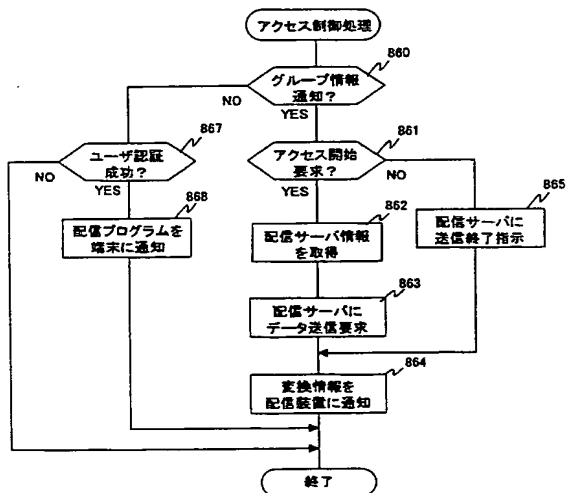 アクセス制御処理
860
グループ情報
通知?
NO
YES
867
861
ユーザ認証
成功?
アクセス開始
要求?
NO
NO
YES
YES
868
862
865
配信プログラムを
端末に通知
配信サーバ情報
を取得
配信サーバに
送信終了指示
863
配信サーバに
データ送信要求
864
変換情報を
配信装置に通知
終了